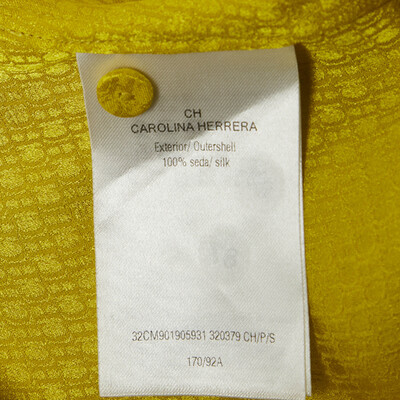 CH
CAROLINA HERRERA
Exterior/ Outershell
100% seda/ silk
32CM901905931 320379 CH/P/S
170/92A